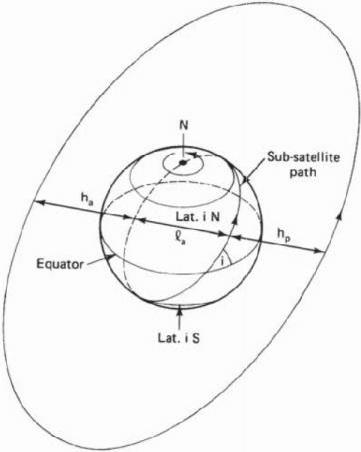 N
Sub-satellite
path
hₐ
Lat. i N
ℓₐ
hₚ
Equator
i
Lat. i S